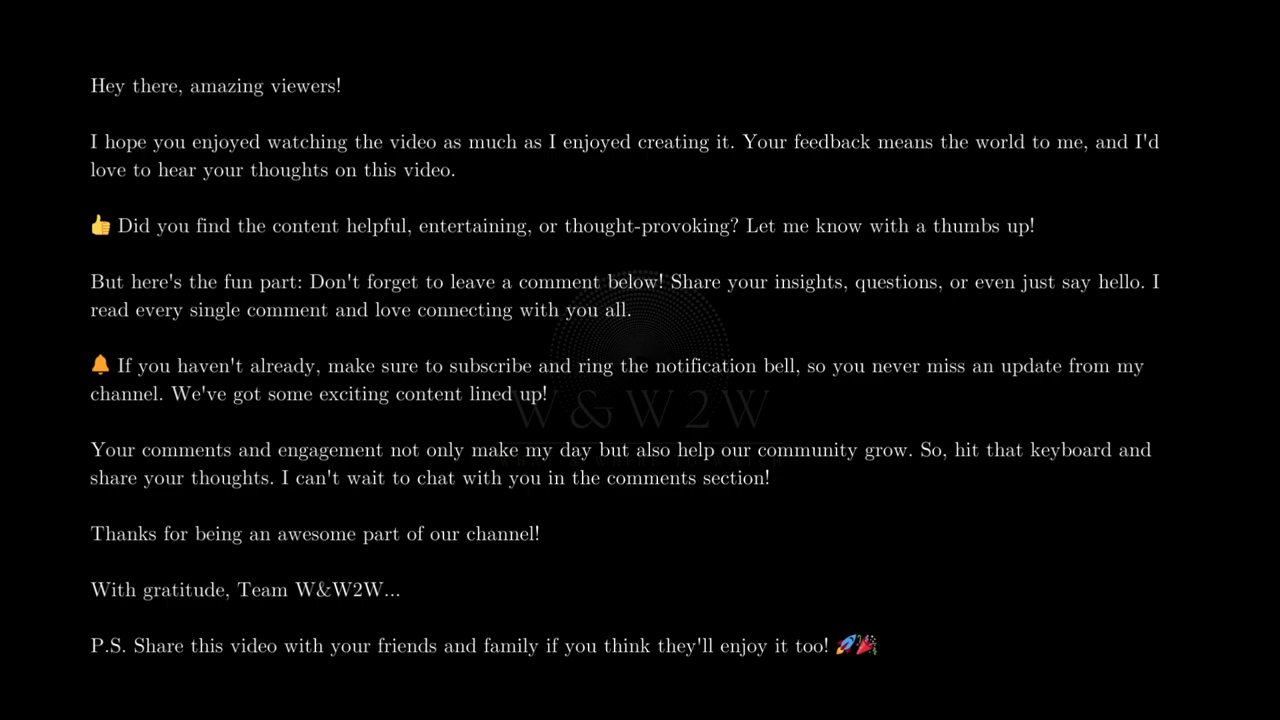 Hey there, amazing viewers!
I hope you enjoyed watching the video as much as I enjoyed creating it. Your feedback means the world to me, and I'd
love to hear your thoughts on this video.
👍 Did you find the content helpful, entertaining, or thought-provoking? Let me know with a thumbs up!
But here's the fun part: Don't forget to leave a comment below! Share your insights, questions, or even just say hello. I
read every single comment and love connecting with you all.
🔔 If you haven't already, make sure to subscribe and ring the notification bell, so you never miss an update from my
channel. We've got some exciting content lined up!
W&W2W
Your comments and engagement not only make my day but also help our community grow. So, hit that keyboard and
share your thoughts. I can't wait to chat with you in the comments section!
Thanks for being an awesome part of our channel!
With gratitude, Team W&W2W...
P.S. Share this video with your friends and family if you think they'll enjoy it too! 🚀🎉